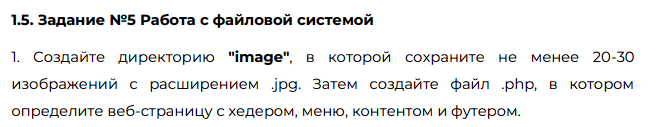 1.5. Задание №5 Работа с файловой системой
1. Создайте директорию "image", в которой сохраните не менее 20-30
изображений с расширением .jpg. Затем создайте файл .php, в котором
определите веб-страницу с хедером, меню, контентом и футером.